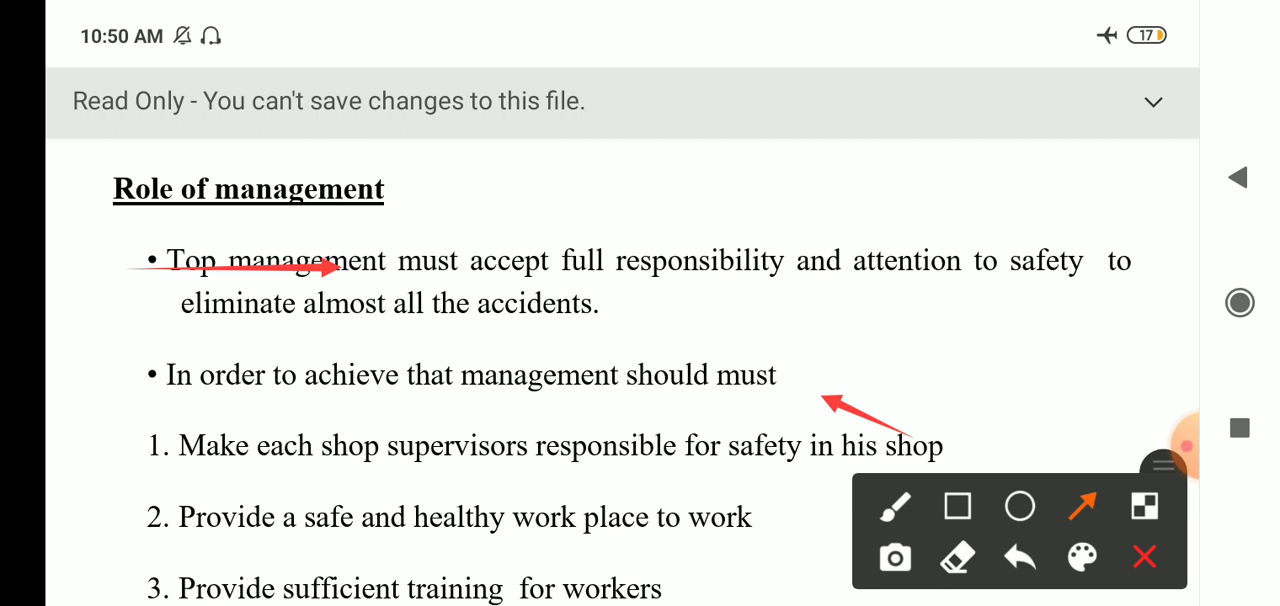 10:50 AM
17
Read Only - You can't save changes to this file.
Role of management
• Top management must accept full responsibility and attention to safety to
eliminate almost all the accidents.
• In order to achieve that management should must
1. Make each shop supervisors responsible for safety in his shop
2. Provide a safe and healthy work place to work
3. Provide sufficient training for workers